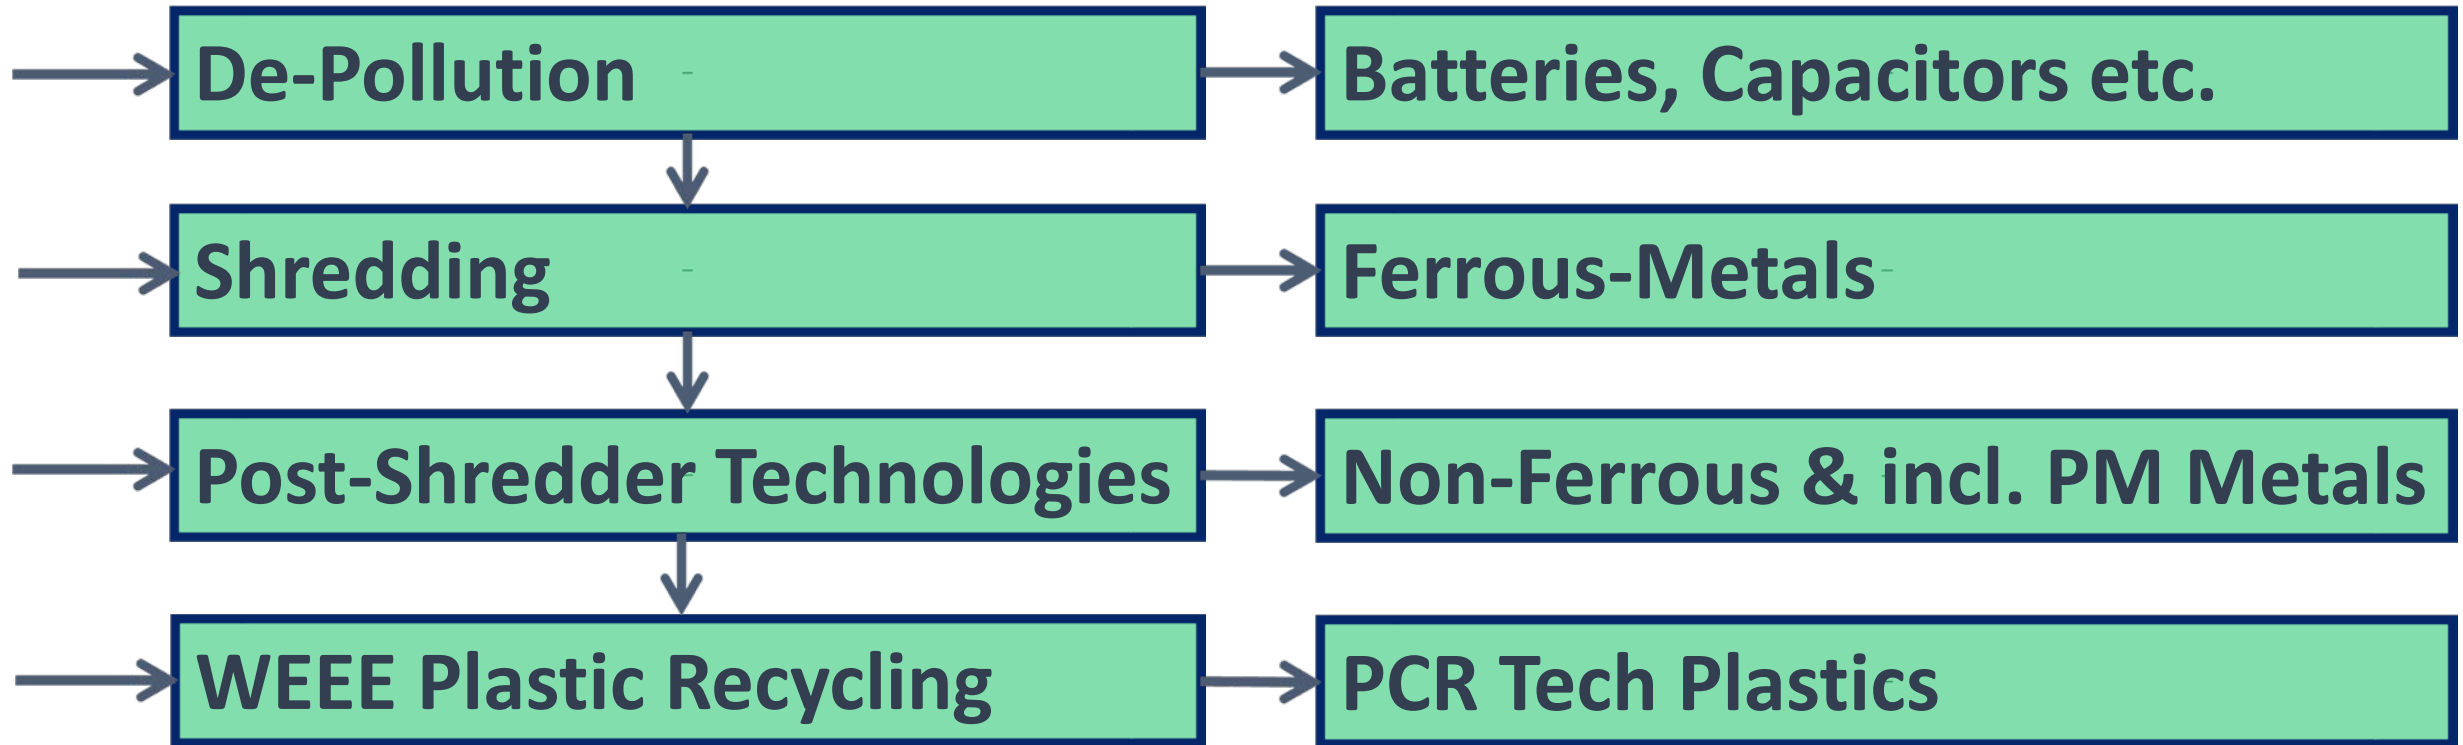 De-Pollution
Batteries, Capacitors etc.
Shredding
Ferrous-Metals
Post-Shredder Technologies
Non-Ferrous & incl. PM Metals
WEEE Plastic Recycling
PCR Tech Plastics